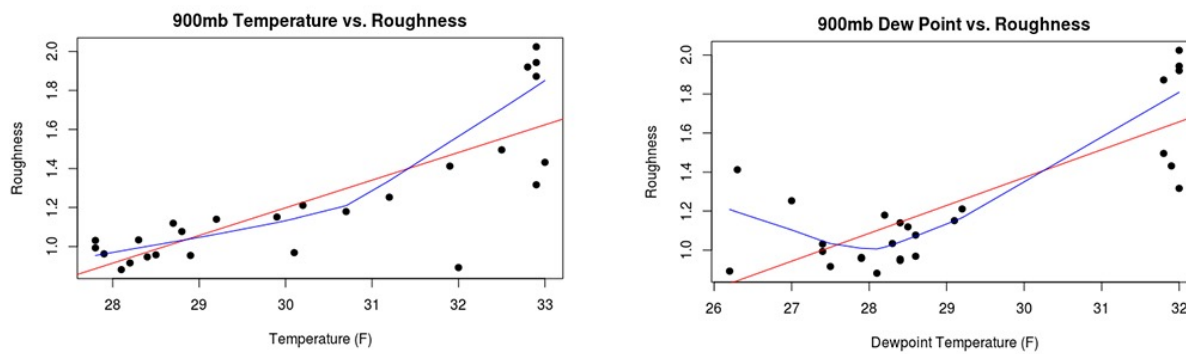 900mb Temperature vs. Roughness
Roughness
1.0 1.2 1.4 1.6 1.8 2.0
28 29 30 31 32 33
Temperature (F)
900mb Dew Point vs. Roughness
Roughness
1.0 1.2 1.4 1.6 1.8 2.0
26 27 28 29 30 31 32
Dewpoint Temperature (F)